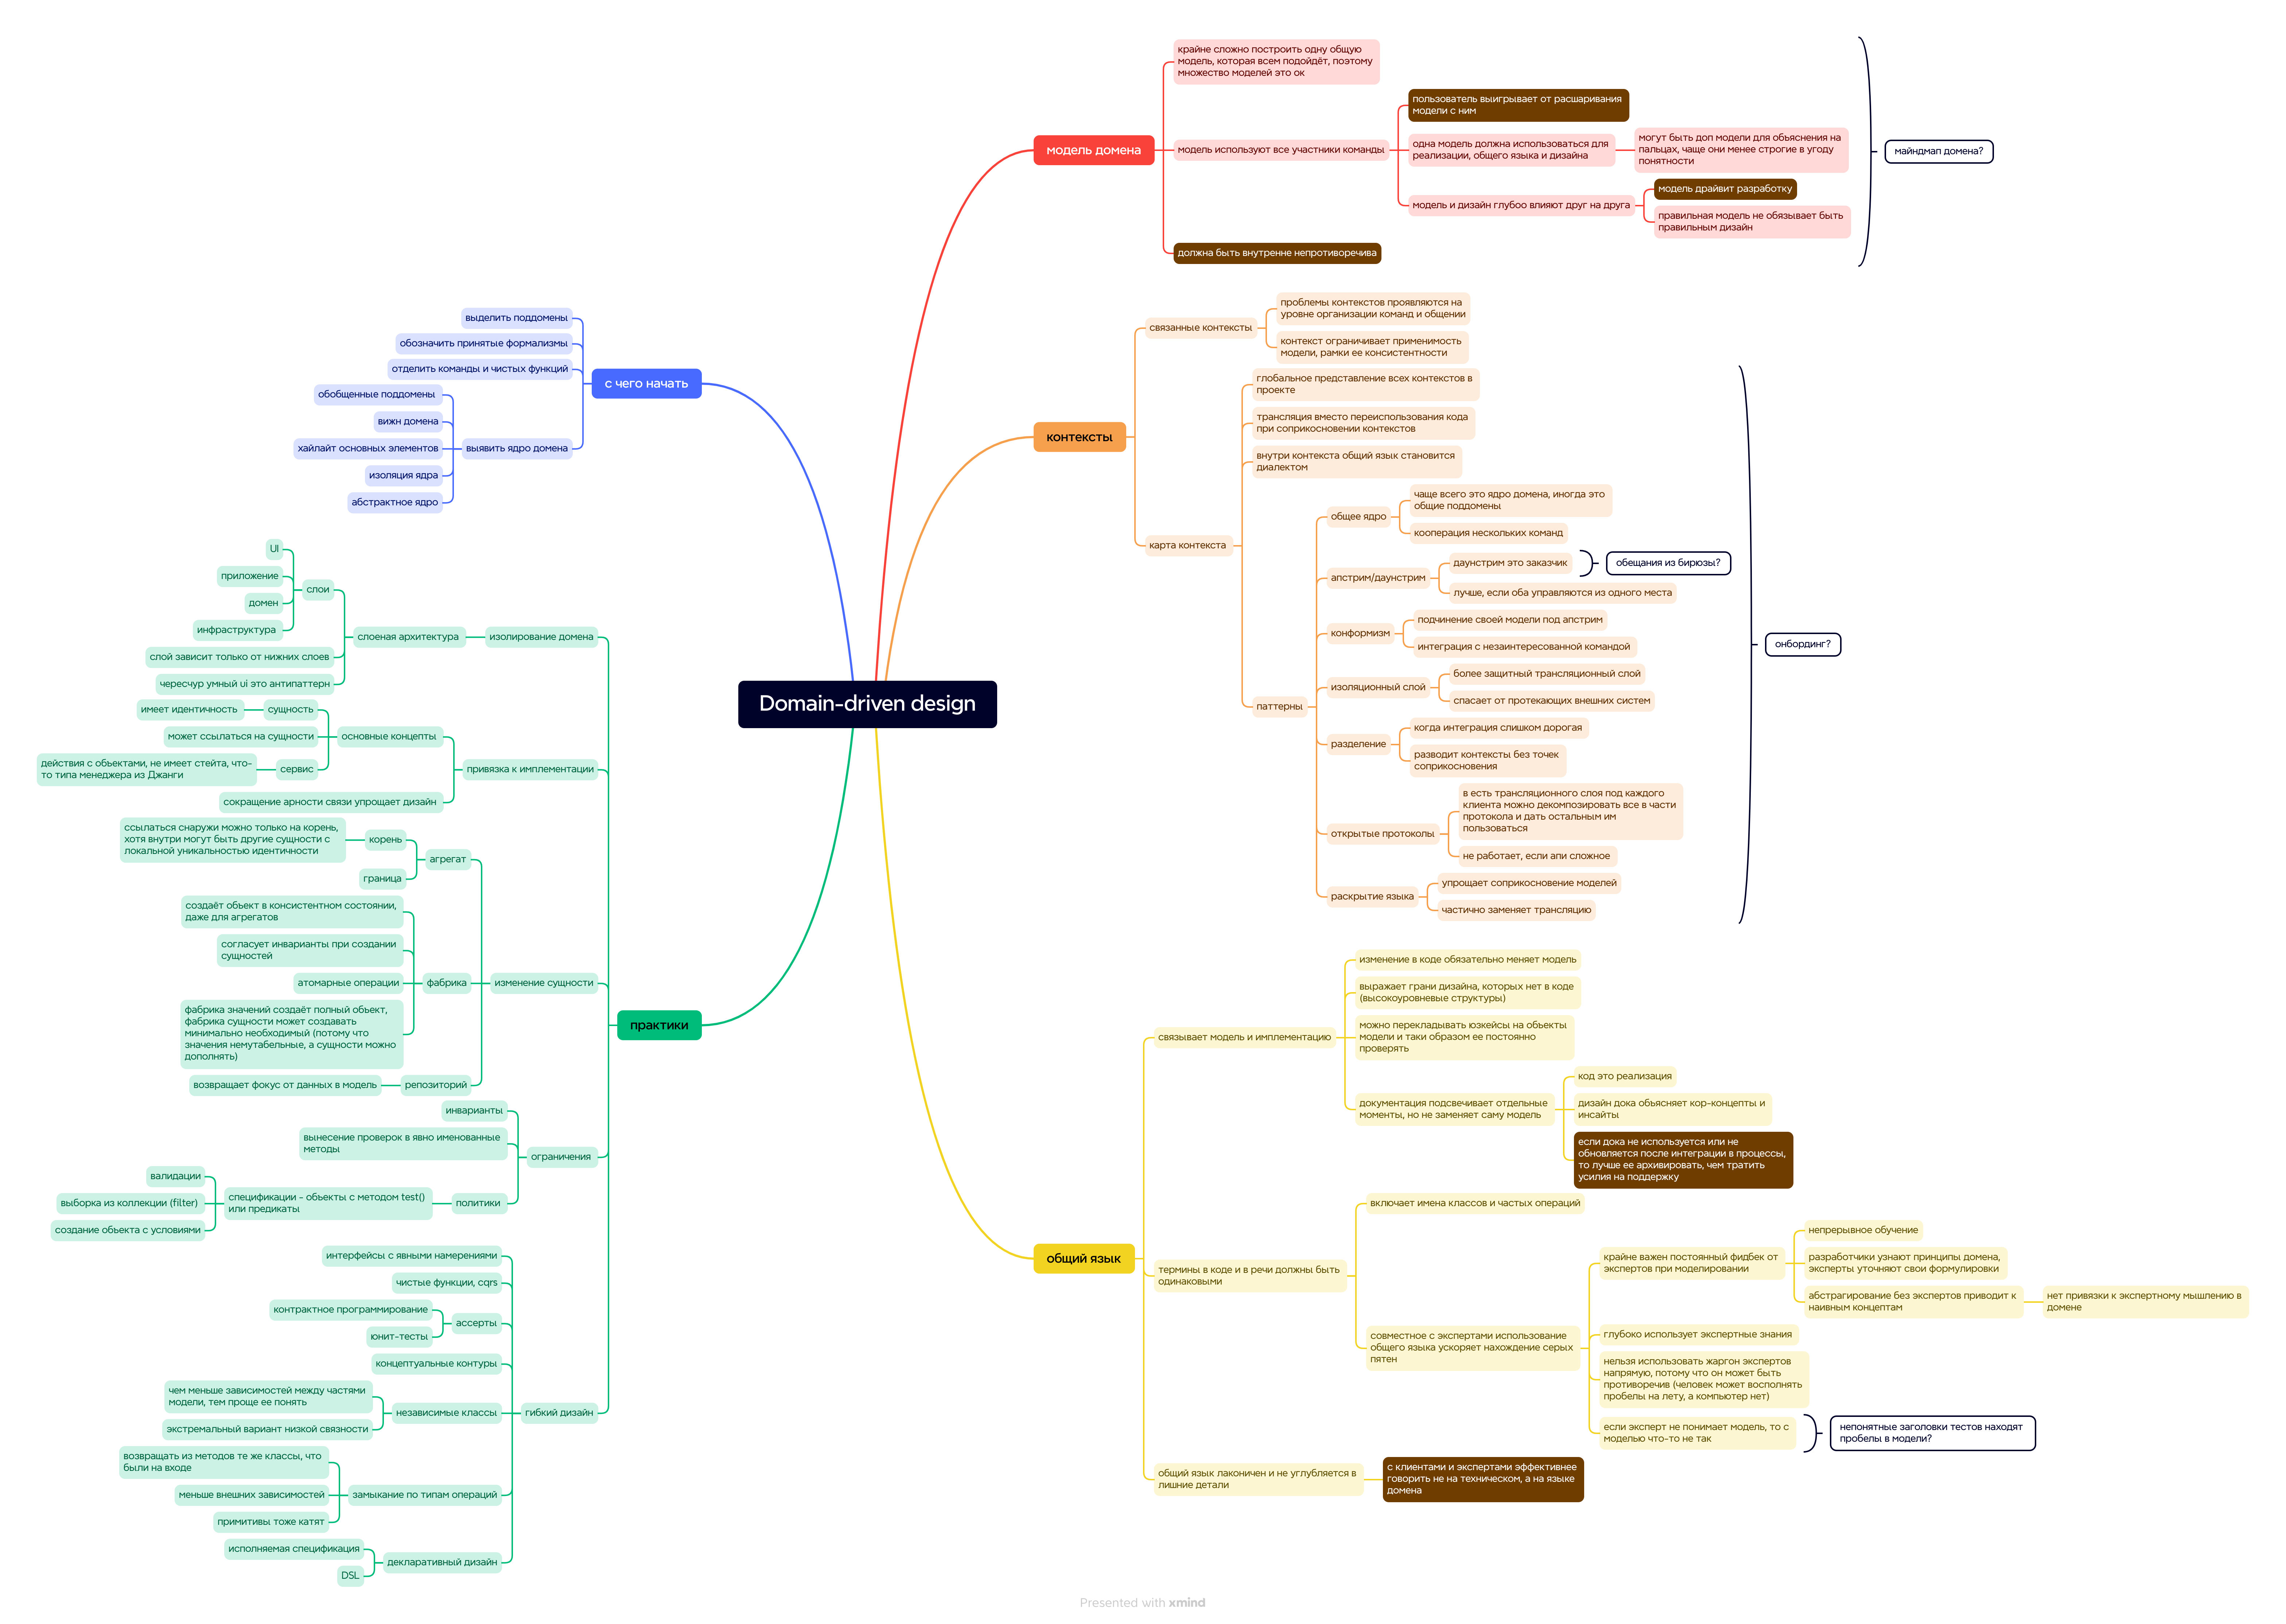 Domain-driven design
модель домена
крайне сложно построить одну общую
модель, которая всем подойдёт, поэтому
множество моделей это ок
модель используют все участники команды
пользователь выигрывает от расшаривания
модели с ним
одна модель должна использоваться для
реализации, общего языка и дизайна
могут быть доп модели для объяснения на
пальцах, чаще они менее строгие в угоду
понятности
модель и дизайн глубоо влияют друг на друга
модель драйвит разработку
правильная модель не обязывает быть
правильным дизайн
должна быть внутренне непротиворечива
майндмап домена?
контексты
связанные контексты
проблемы контекстов проявляются на
уровне организации команд и общении
контекст ограничивает применимость
модели, рамки ее консистентности
карта контекста
глобальное представление всех контекстов в
проекте
трансляция вместо переиспользования кода
при соприкосновении контекстов
внутри контекста общий язык становится
диалектом
паттерны
общее ядро
чаще всего это ядро домена, иногда это
общие поддомены
кооперация нескольких команд
апстрим/даунстрим
даунстрим это заказчик
обещания из бирюзы?
лучше, если оба управляются из одного места
конформизм
подчинение своей модели под апстрим
интеграция с незаинтересованной командой
изоляционный слой
более защитный трансляционный слой
спасает от протекающих внешних систем
разделение
когда интеграция слишком дорогая
разводит контексты без точек
соприкосновения
открытые протоколы
в есть трансляционного слоя под каждого
клиента можно декомпозировать все в части
протокола и дать остальным им
пользоваться
не работает, если апи сложное
раскрытие языка
упрощает соприкосновение моделей
частично заменяет трансляцию
онбординг?
общий язык
связывает модель и имплементацию
изменение в коде обязательно меняет модель
выражает грани дизайна, которых нет в коде
(высокоуровневые структуры)
можно перекладывать юзкейсы на объекты
модели и таки образом ее постоянно
проверять
документация подсвечивает отдельные
моменты, но не заменяет саму модель
код это реализация
дизайн дока объясняет кор-концепты и
инсайты
если дока не используется или не
обновляется после интеграции в процессы,
то лучше ее архивировать, чем тратить
усилия на поддержку
термины в коде и в речи должны быть
одинаковыми
включает имена классов и частых операций
совместное с экспертами использование
общего языка ускоряет нахождение серых
пятен
крайне важен постоянный фидбек от
экспертов при моделировании
непрерывное обучение
разработчики узнают принципы домена,
эксперты уточняют свои формулировки
абстрагирование без экспертов приводит к
наивным концептам
нет привязки к экспертному мышлению в
домене
глубоко использует экспертные знания
нельзя использовать жаргон экспертов
напрямую, потому что он может быть
противоречив (человек может восполнять
пробелы на лету, а компьютер нет)
если эксперт не понимает модель, то с
моделью что-то не так
непонятные заголовки тестов находят
пробелы в модели?
общий язык лаконичен и не углубляется в
лишние детали
с клиентами и экспертами эффективнее
говорить не на техническом, а на языке
домена
с чего начать
выделить поддомены
обозначить принятые формализмы
отделить команды и чистых функций
выявить ядро домена
обобщенные поддомены
вижн домена
хайлайт основных элементов
изоляция ядра
абстрактное ядро
практики
изолирование домена
слоеная архитектура
слои
UI
приложение
домен
инфраструктура
слой зависит только от нижних слоев
чересчур умный ui это антипаттерн
привязка к имплементации
основные концепты
сущность
имеет идентичность
может ссылаться на сущности
сервис
действия с объектами, не имеет стейта, что-
то типа менеджера из Джанги
сокращение арности связи упрощает дизайн
изменение сущности
агрегат
корень
ссылаться снаружи можно только на корень,
хотя внутри могут быть другие сущности с
локальной уникальностью идентичности
граница
фабрика
создаёт объект в консистентном состоянии,
даже для агрегатов
согласует инварианты при создании
сущностей
атомарные операции
фабрика значений создаёт полный объект,
фабрика сущности может создавать
минимально необходимый (потому что
значения немутабельные, а сущности можно
дополнять)
репозиторий
возвращает фокус от данных в модель
ограничения
инварианты
вынесение проверок в явно именованные
методы
политики
спецификации - объекты с методом test()
или предикаты
валидации
выборка из коллекции (filter)
создание объекта с условиями
гибкий дизайн
интерфейсы с явными намерениями
чистые функции, cqrs
ассерты
контрактное программирование
юнит-тесты
концептуальные контуры
независимые классы
чем меньше зависимостей между частями
модели, тем проще ее понять
экстремальный вариант низкой связности
замыкание по типам операций
возвращать из методов те же классы, что
были на входе
меньше внешних зависимостей
примитивы тоже катят
декларативный дизайн
исполняемая спецификация
DSL
Presented with xmind